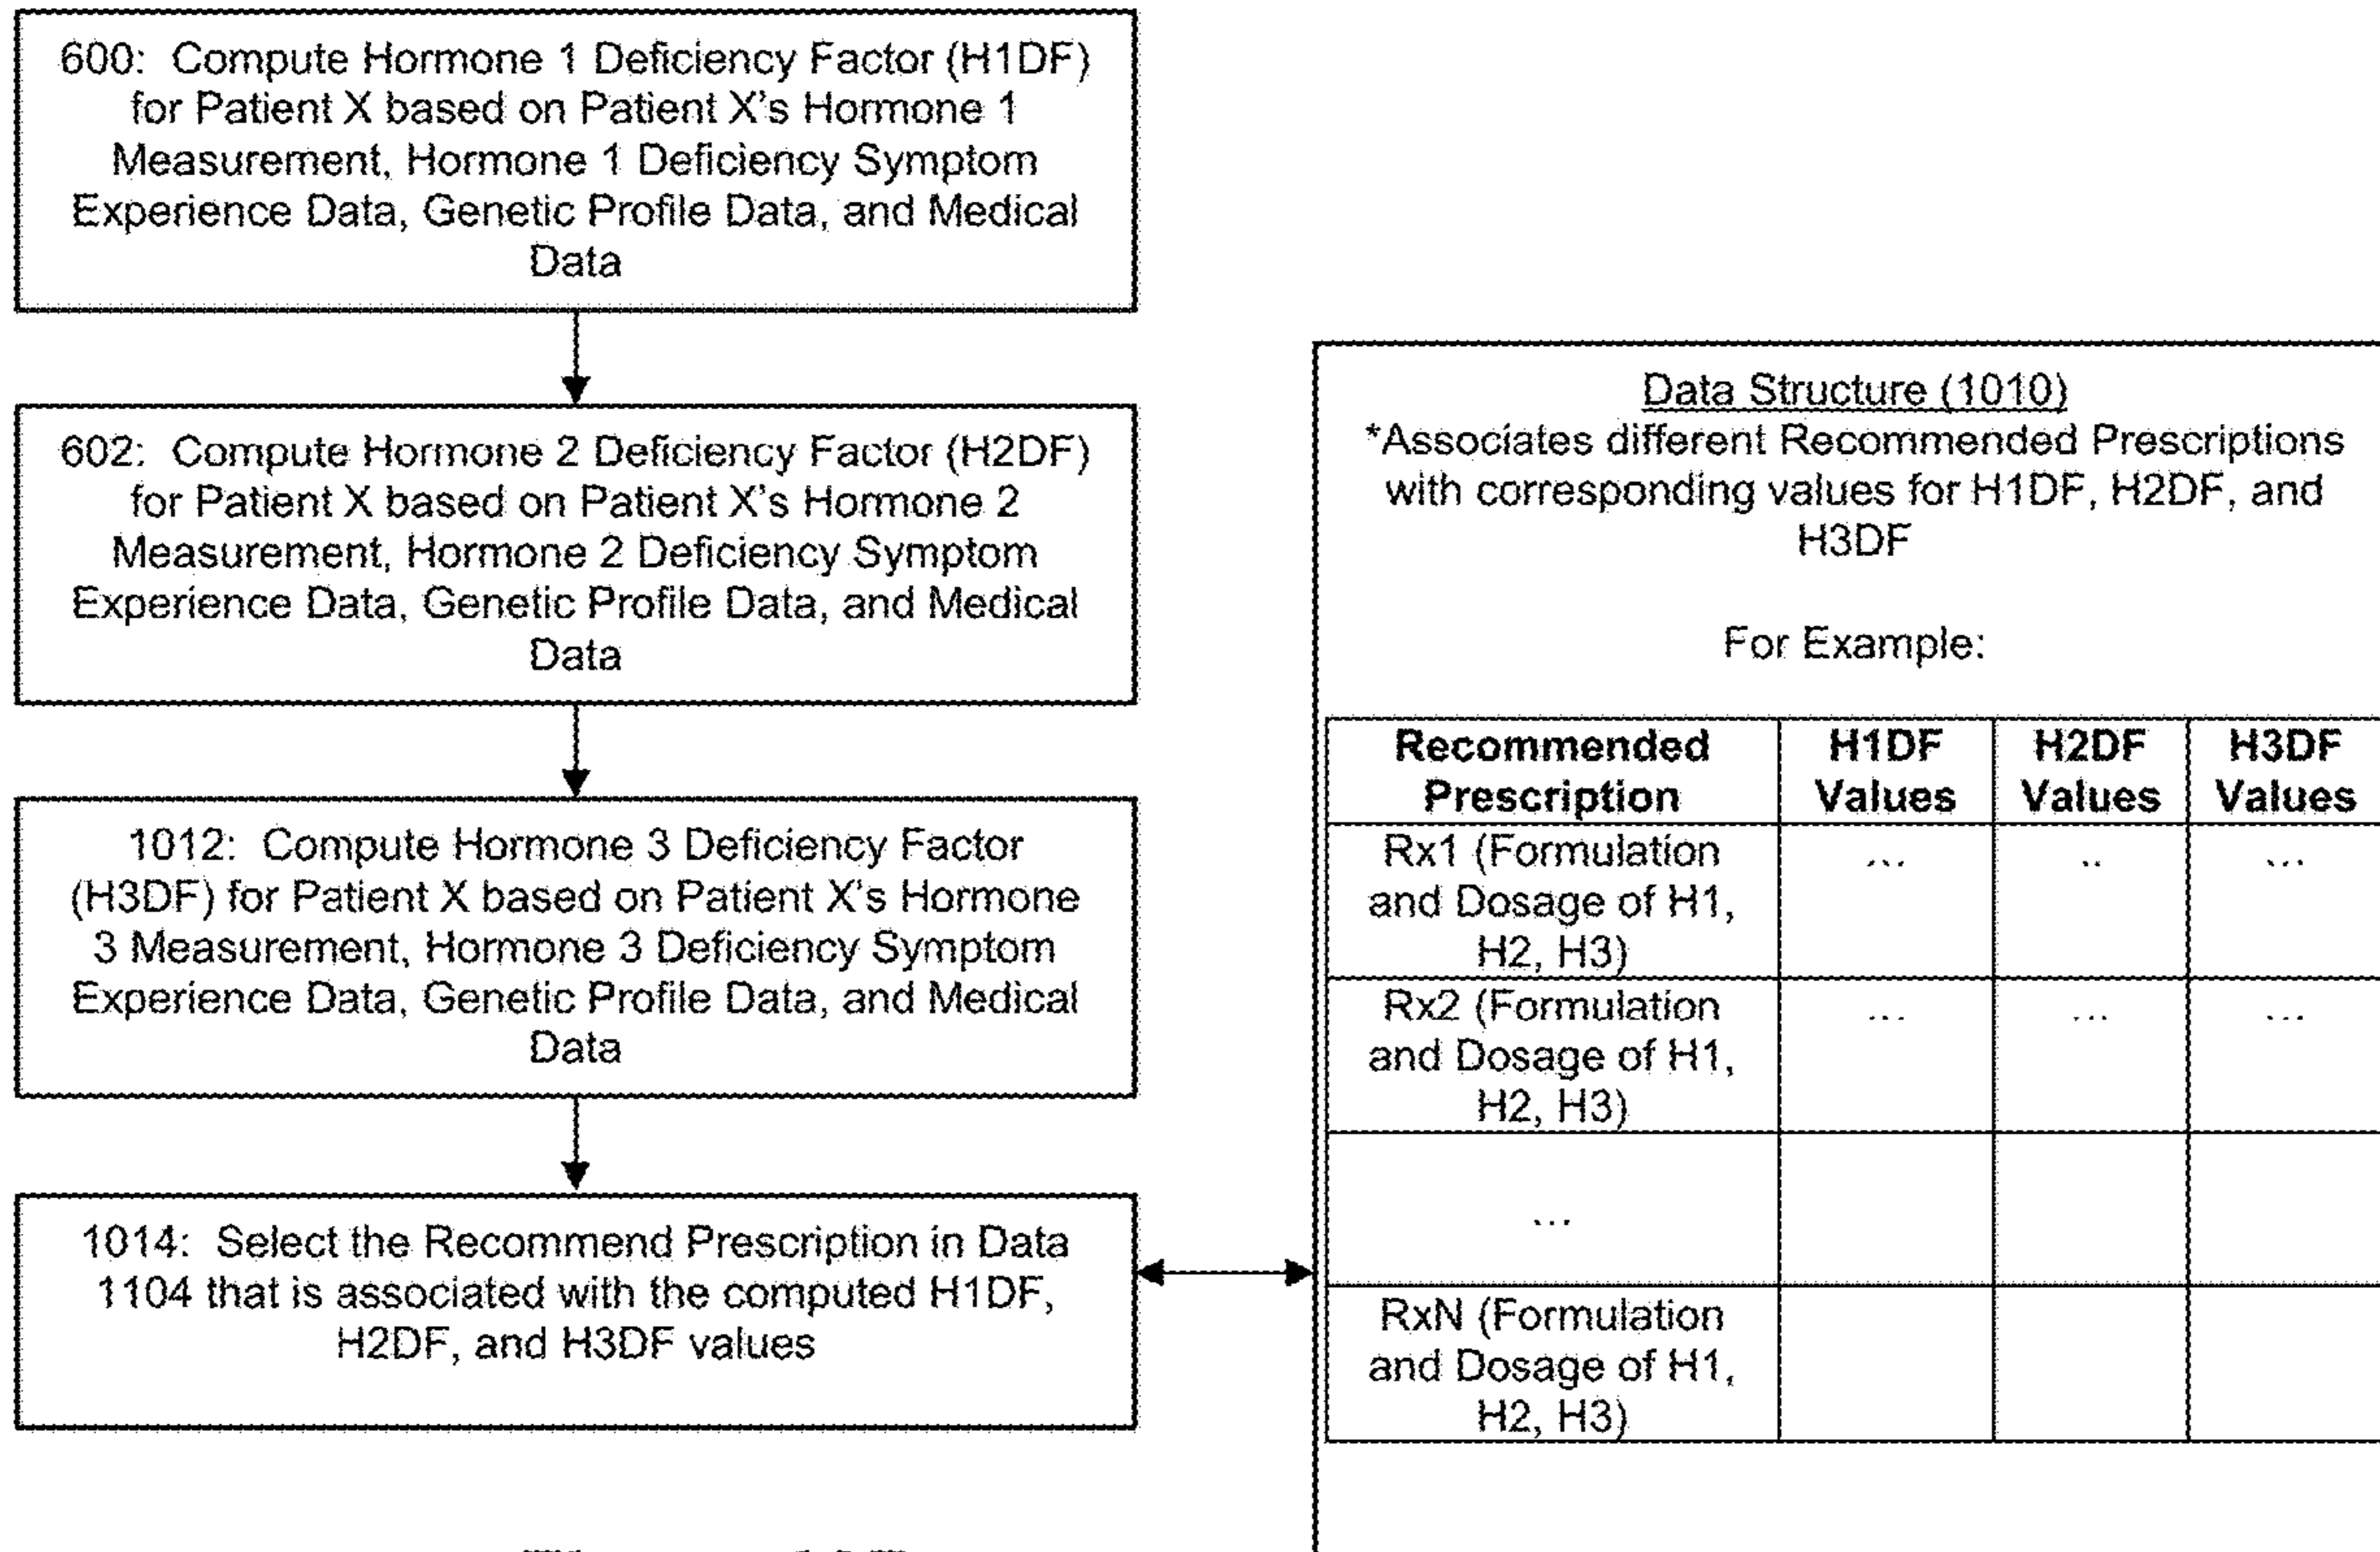 600: Compute Hormone 1 Deficiency Factor (H1DF)
for Patient X based on Patient X's Hormone 1
Measurement, Hormone 1 Deficiency Symptom
Experience Data, Genetic Profile Data, and Medical
Data
602: Compute Hormone 2 Deficiency Factor (H2DF)
for Patient X based on Patient X's Hormone 2
Measurement, Hormone 2 Deficiency Symptom
Experience Data, Genetic Profile Data, and Medical
Data
1012: Compute Hormone 3 Deficiency Factor
(H3DF) for Patient X based on Patient X's Hormone
3 Measurement, Hormone 3 Deficiency Symptom
Experience Data, Genetic Profile Data, and Medical
Data
1014: Select the Recommend Prescription in Data
1104 that is associated with the computed H1DF,
H2DF, and H3DF values
Data Structure (1010)
*Associates different Recommended Prescriptions
with corresponding values for H1DF, H2DF, and
H3DF
For Example:
Recommended Prescription H1DF Values H2DF Values H3DF Values
Rx1 (Formulation ... .. ...
and Dosage of H1,
H2, H3)
Rx2 (Formulation ... ... ...
and Dosage of H1,
H2, H3)
...
RxN (Formulation
and Dosage of H1,
H2, H3)